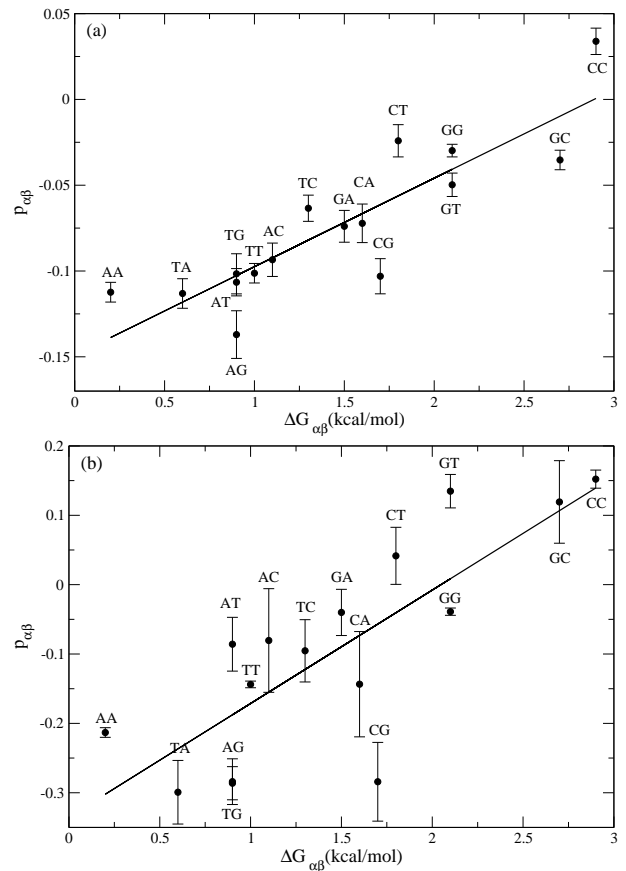 (a)
0.05
0
-0.05
-0.1
-0.15
p αβ
AA
TA
TG
AT
AG
TT
AC
TC
GA
CA
CT
CG
GG
GT
GC
CC
0 0.5 1 1.5 2 2.5 3
ΔG αβ (kcal/mol)
(b)
0.2
0.1
0
-0.1
-0.2
-0.3
p αβ
AA
TA
AT
TT
AG
TG
AC
TC
GA
CA
CT
CG
GT
GG
GC
CC
0 0.5 1 1.5 2 2.5 3
ΔG αβ (kcal/mol)